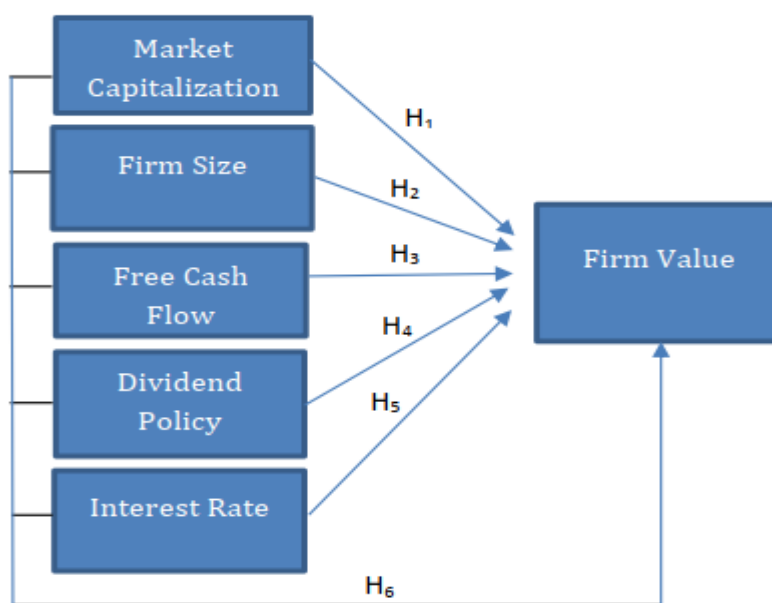 Market
Capitalization
H₁
Firm Size
H₂
Firm Value
H₃
Free Cash
Flow
H₄
Dividend
Policy
H₅
Interest Rate
H₆